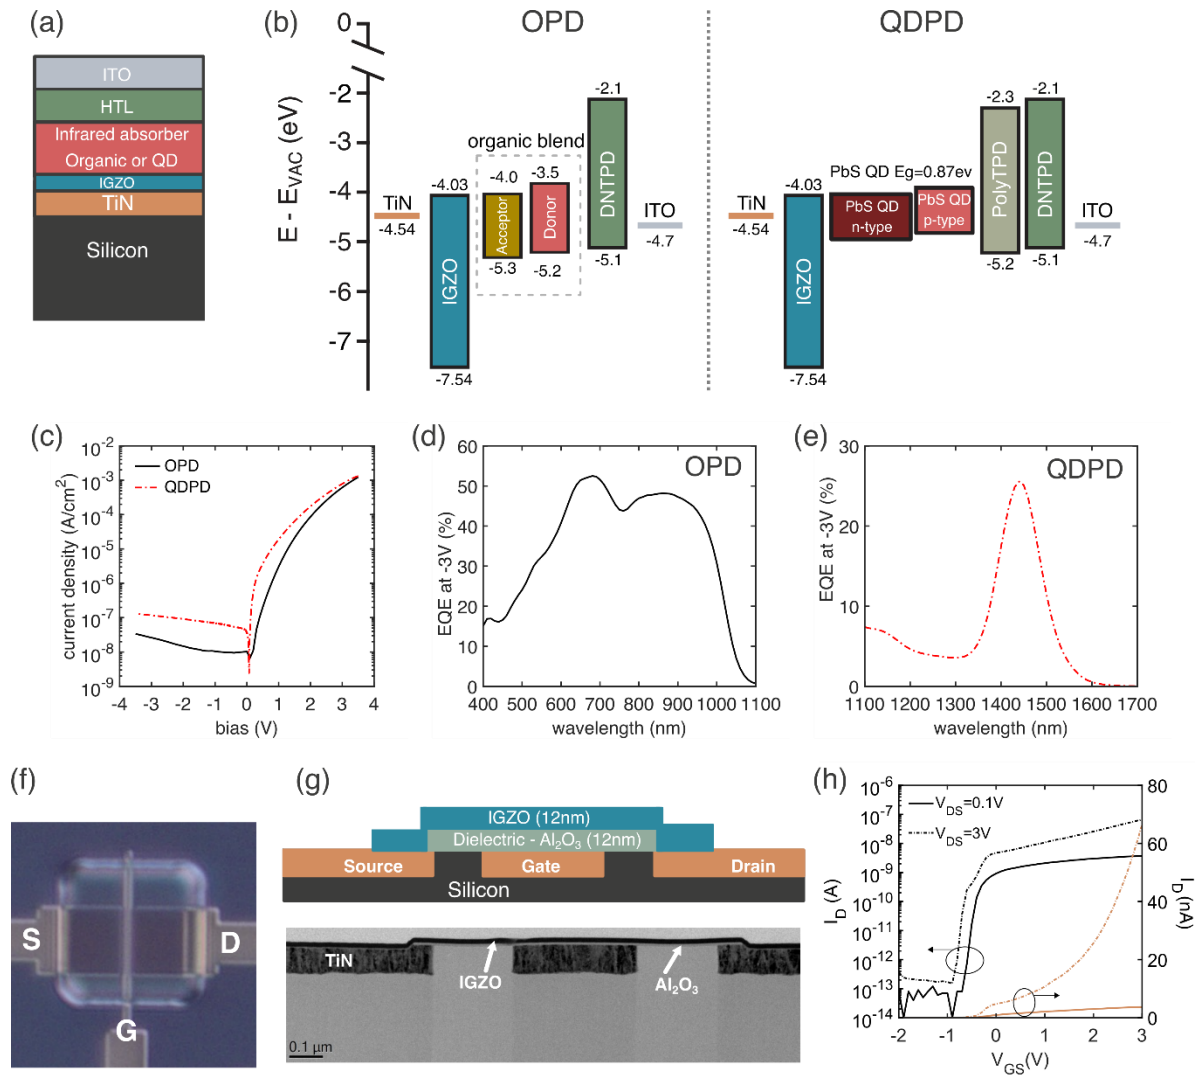 (a)
ITO
HTL
Infrared absorber
Organic or QD
IGZO
TiN
Silicon
(b)
OPD
QDPD
E - E_VAC (eV)
0
-2
-3
-4
-5
-6
-7
TiN
-4.54
-4.03
IGZO
-7.54
organic blend
-4.0
Acceptor
-5.3
-3.5
Donor
-5.2
-2.1
DNTPD
-5.1
ITO
-4.7
TiN
-4.54
-4.03
IGZO
-7.54
PbS QD Eg=0.87ev
PbS QD
n-type
PbS QD
p-type
-2.3
PolyTPD
-5.2
-2.1
DNTPD
-5.1
ITO
-4.7
(c)
current density (A/cm²)
10⁻²
10⁻³
10⁻⁴
10⁻⁵
10⁻⁶
10⁻⁷
10⁻⁸
10⁻⁹
OPD
QDPD
-4 -3 -2 -1 0 1 2 3 4
bias (V)
(d)
OPD
EQE at -3V (%)
60
50
40
30
20
10
0
400 500 600 700 800 900 1000 1100
wavelength (nm)
(e)
QDPD
EQE at -3V (%)
30
20
10
0
1100 1200 1300 1400 1500 1600 1700
wavelength (nm)
(f)
S
D
G
(g)
IGZO (12nm)
Dielectric - Al₂O₃ (12nm)
Source
Gate
Drain
Silicon
TiN
IGZO
Al₂O₃
0.1 µm
(h)
I_D (A)
10⁻⁶
10⁻⁷
10⁻⁸
10⁻⁹
10⁻¹⁰
10⁻¹¹
10⁻¹²
10⁻¹³
10⁻¹⁴
V_DS=0.1V
V_DS=3V
80
60
40
20
0
I_D (nA)
-2 -1 0 1 2 3
V_GS(V)